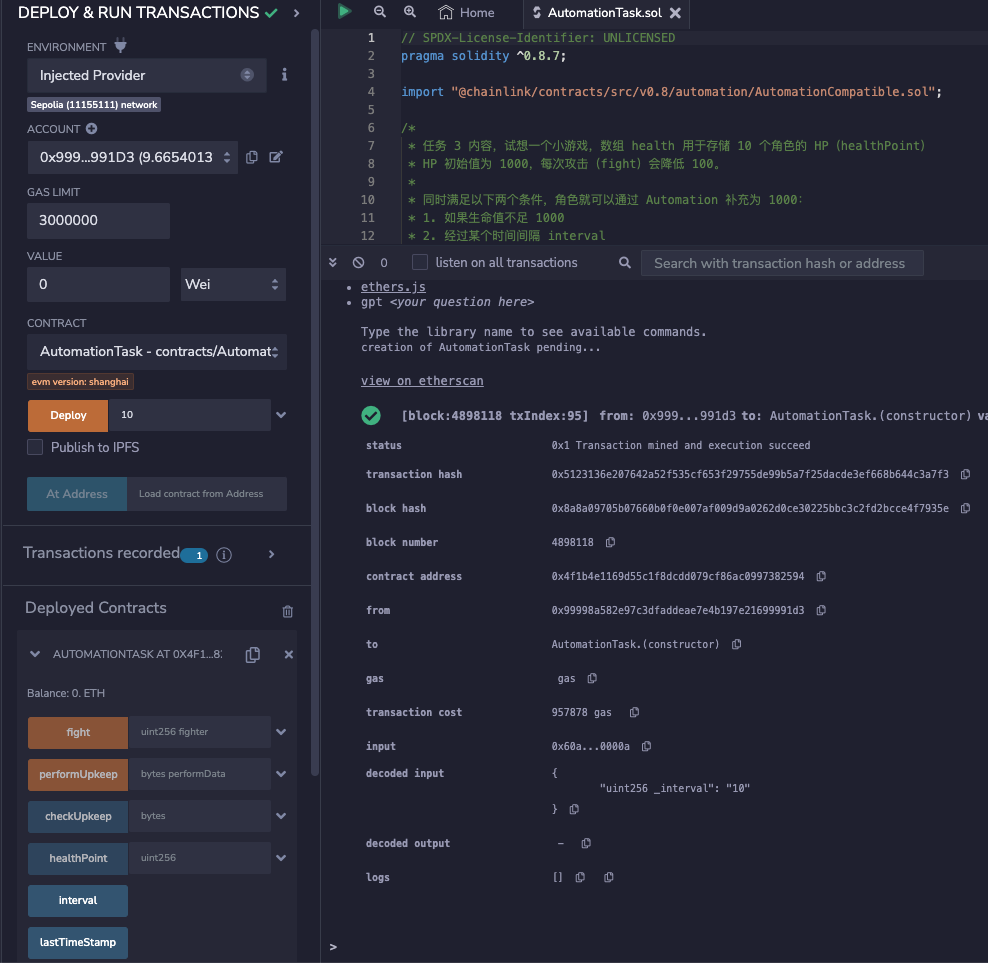 DEPLOY & RUN TRANSACTIONS
ENVIRONMENT
Injected Provider
Sepolia (11155111) network
ACCOUNT
0x999...991D3 (9.6654013
GAS LIMIT
3000000
VALUE
0
Wei
CONTRACT
AutomationTask - contracts/Automat
evm version: shanghai
Deploy
10
Publish to IPFS
At Address
Load contract from Address
Transactions recorded
1
Deployed Contracts
AUTOMATIONTASK AT 0X4F1...8
Balance: 0. ETH
fight
uint256 fighter
performUpkeep
bytes performData
checkUpkeep
bytes
healthPoint
uint256
interval
lastTimeStamp
Home
AutomationTask.sol
1 // SPDX-License-Identifier: UNLICENSED
2 pragma solidity ^0.8.7;
3
4 import "@chainlink/contracts/src/v0.8/automation/AutomationCompatible.sol";
5
6 /*
7 * 任务 3 内容，试想一个小游戏，数组 health 用于存储 10 个角色的 HP（healthPoint）
8 * HP 初始值为 1000，每次攻击（fight）会降低 100。
9 *
10 * 同时满足以下两个条件，角色就可以通过 Automation 补充为 1000：
11 * 1. 如果生命值不足 1000
12 * 2. 经过某个时间间隔 interval
0
listen on all transactions
Search with transaction hash or address
• ethers.js
• gpt <your question here>
Type the library name to see available commands.
creation of AutomationTask pending...
view on etherscan
[block:4898118 txIndex:95] from: 0x999...991d3 to: AutomationTask.(constructor) va
status 0x1 Transaction mined and execution succeed
transaction hash 0x5123136e207642a52f535cf653f29755de99b5a7f25dacde3ef668b644c3a7f3
block hash 0x8a8a09705b07660b0f0e007af009d9a0262d0ce30225bbc3c2fd2bcce4f7935e
block number 4898118
contract address 0x4f1b4e1169d55c1f8dcdd079cf86ac0997382594
from 0x99998a582e97c3dfaddeae7e4b197e21699991d3
to AutomationTask.(constructor)
gas gas
transaction cost 957878 gas
input 0x60a...0000a
decoded input {
"uint256 _interval": "10"
}
decoded output -
logs []
>